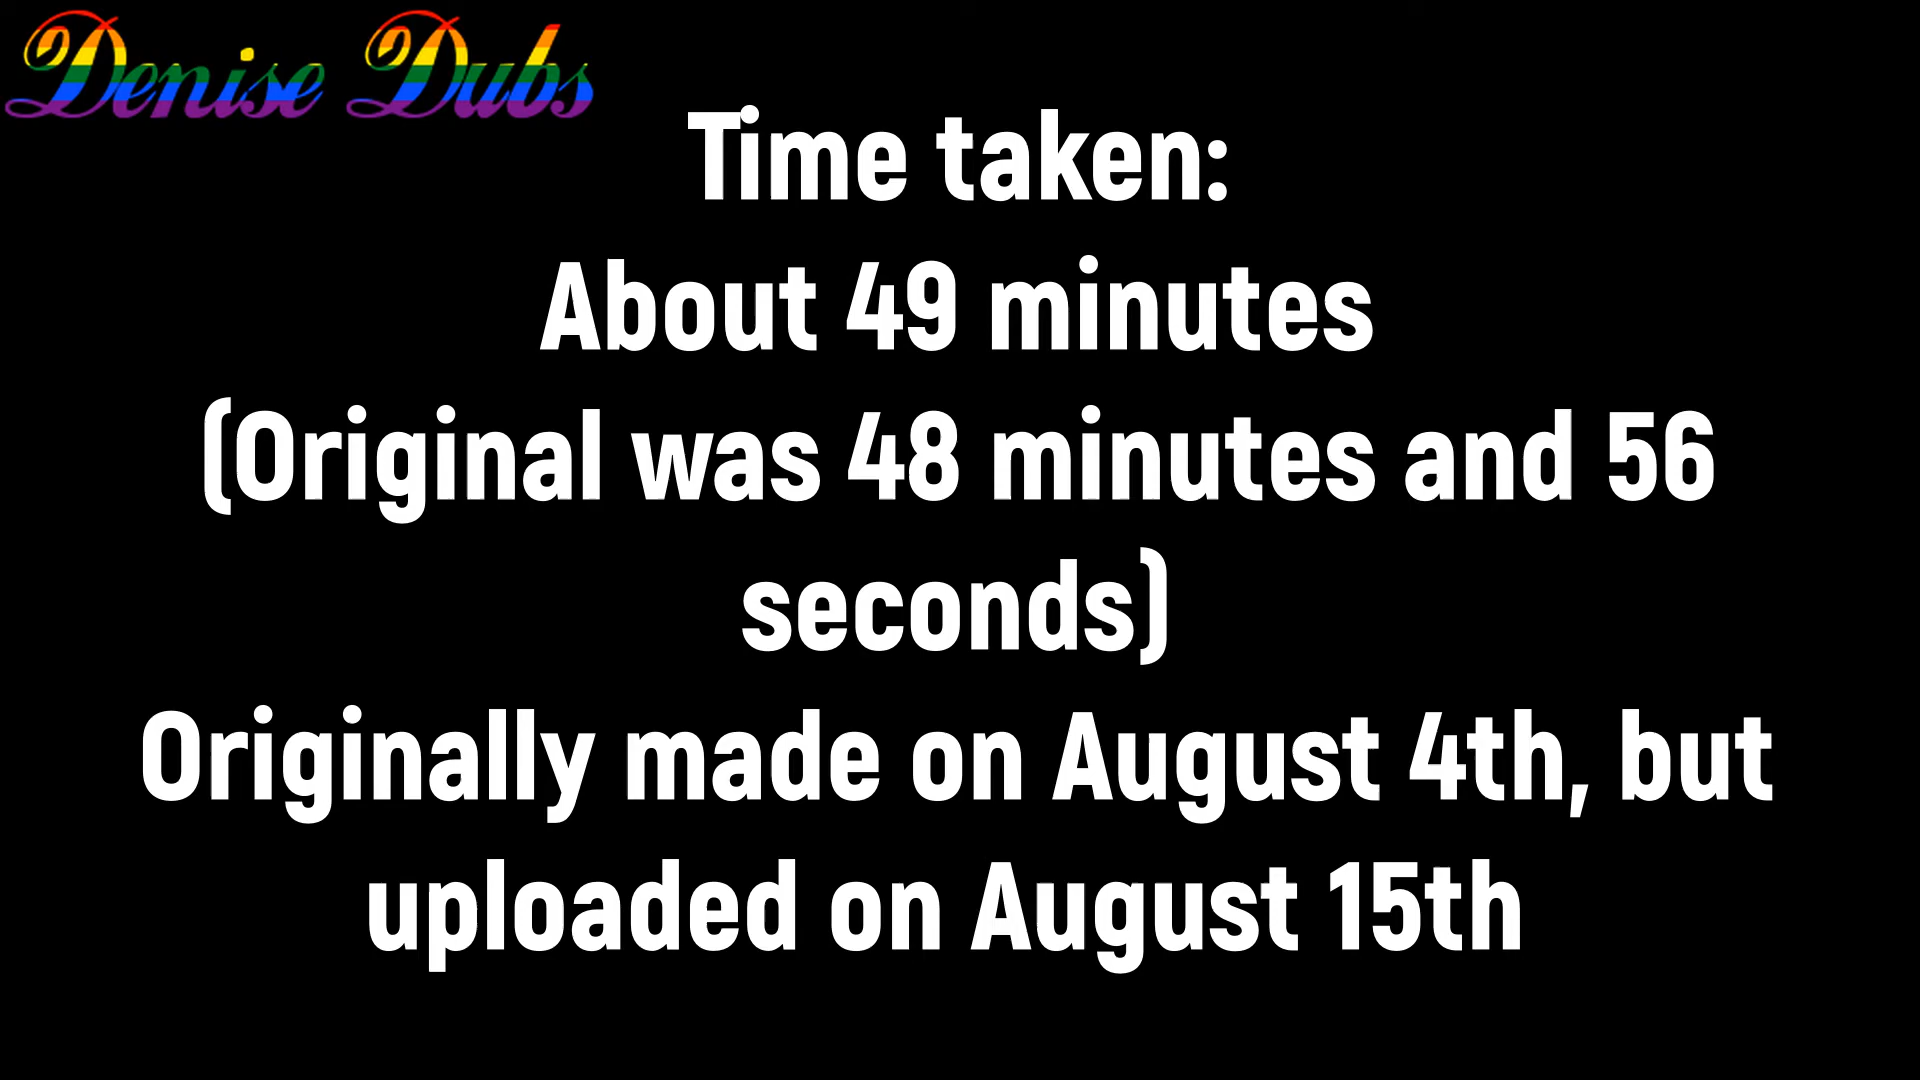 Denise Dubs
Time taken:
About 49 minutes
(Original was 48 minutes and 56
seconds)
Originally made on August 4th, but
uploaded on August 15th